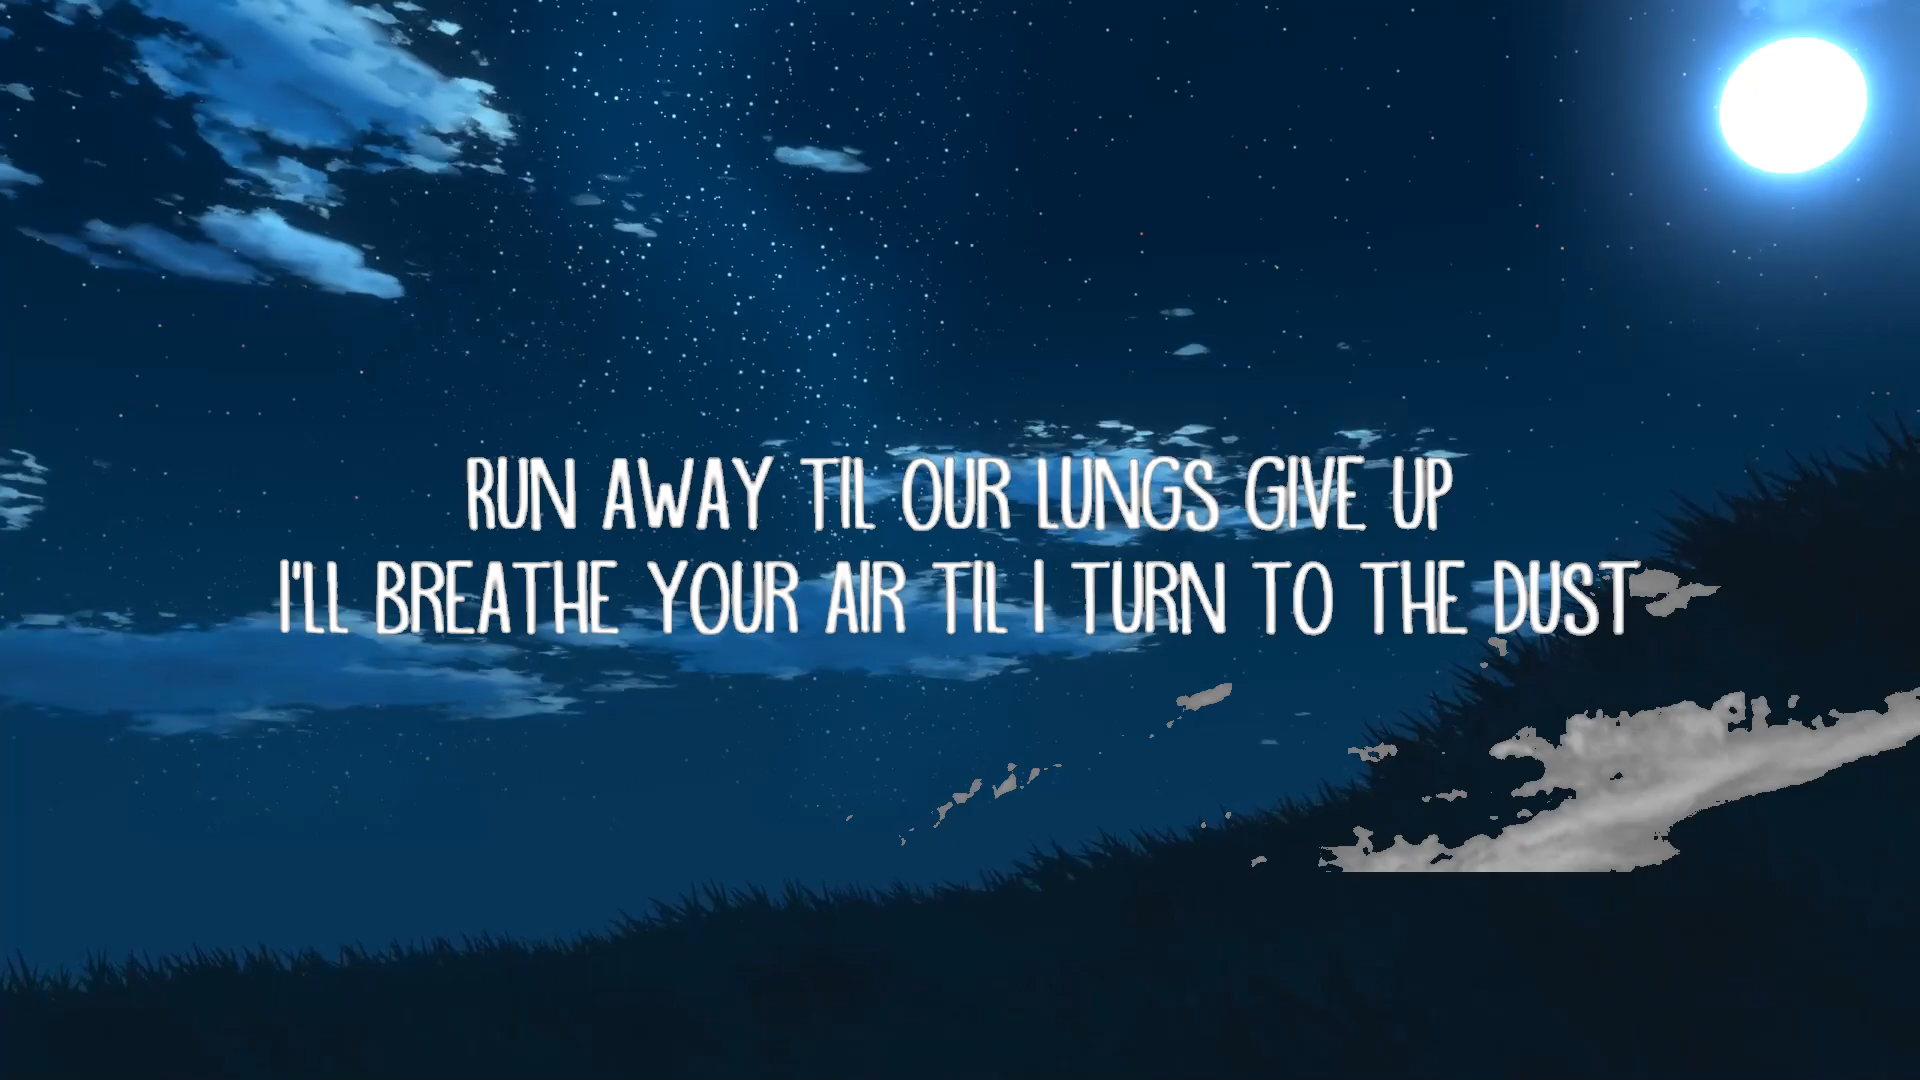 RUN AWAY TIL OUR LUNGS GIVE UP
I'LL BREATHE YOUR AIR TIL I TURN TO THE DUST